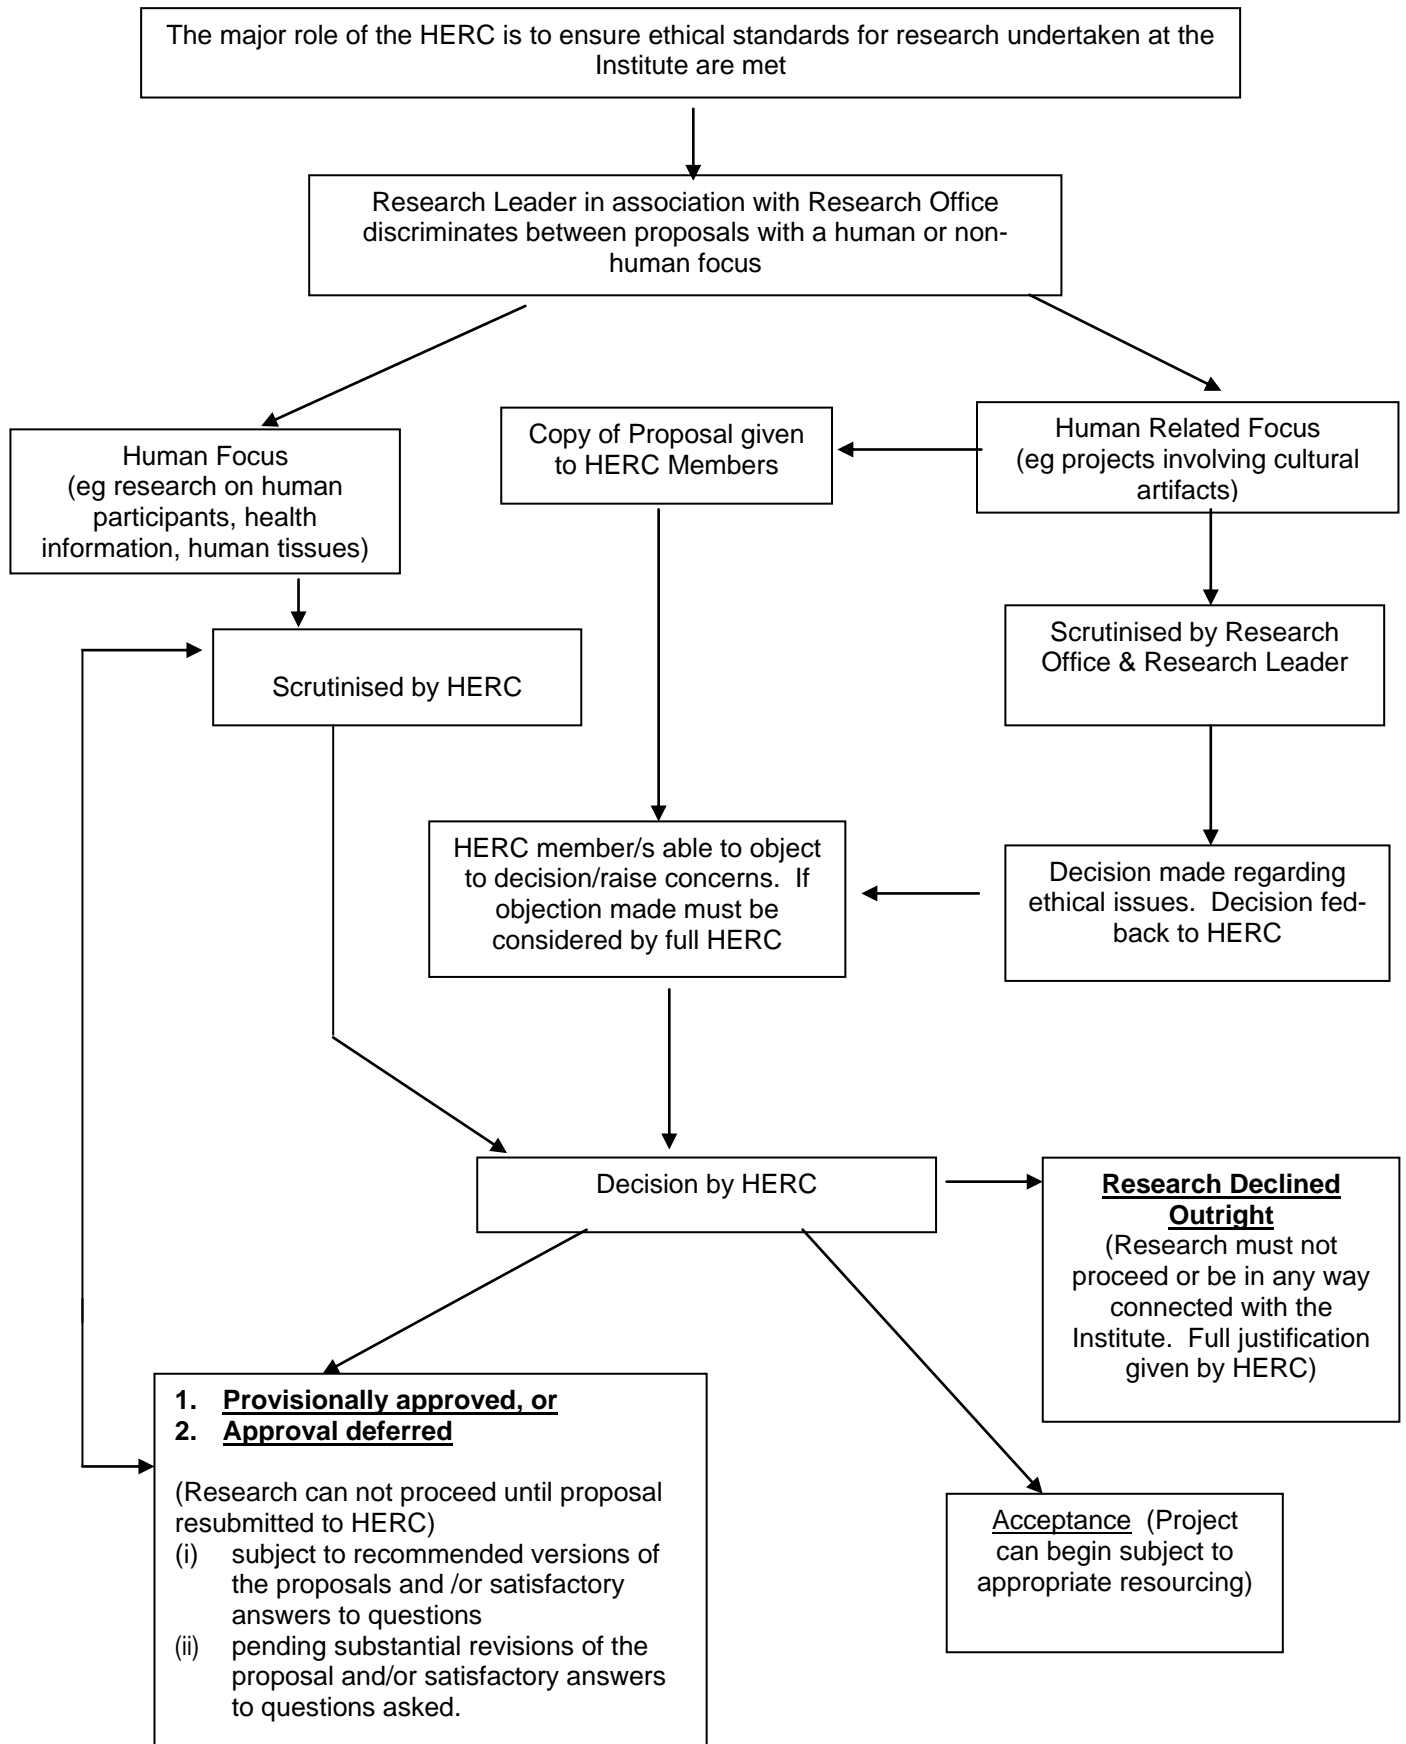 The major role of the HERC is to ensure ethical standards for research undertaken at the
Institute are met
Research Leader in association with Research Office
discriminates between proposals with a human or non-
human focus
Human Focus
(eg research on human
participants, health
information, human tissues)
Copy of Proposal given
to HERC Members
Human Related Focus
(eg projects involving cultural
artifacts)
Scrutinised by HERC
Scrutinised by Research
Office & Research Leader
HERC member/s able to object
to decision/raise concerns.  If
objection made must be
considered by full HERC
Decision made regarding
ethical issues.  Decision fed-
back to HERC
Decision by HERC
Research Declined
Outright
(Research must not
proceed or be in any way
connected with the
Institute.  Full justification
given by HERC)
1. Provisionally approved, or
2. Approval deferred
(Research can not proceed until proposal
resubmitted to HERC)
(i) subject to recommended versions of
the proposals and /or satisfactory
answers to questions
(ii) pending substantial revisions of the
proposal and/or satisfactory answers
to questions asked.
Acceptance  (Project
can begin subject to
appropriate resourcing)